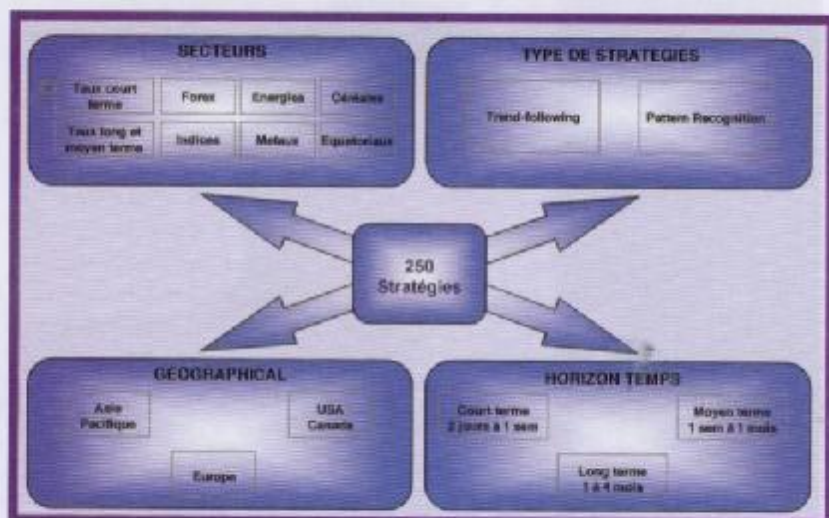 SECTEURS
Taux court
terme
Forex
Energies
Céréales
Taux long et
moyen terme
Indices
Metaux
Equatoriaux
TYPE DE STRATEGIES
Trend-following
Pattern Recognition
250
Stratégies
GEOGRAPHICAL
Asie
Pacifique
USA
Canada
Europe
HORIZON TEMPS
Court terme
2 jours à 1 sem
Moyen terme
1 sem à 1 mois
Long terme
1 à 4 mois